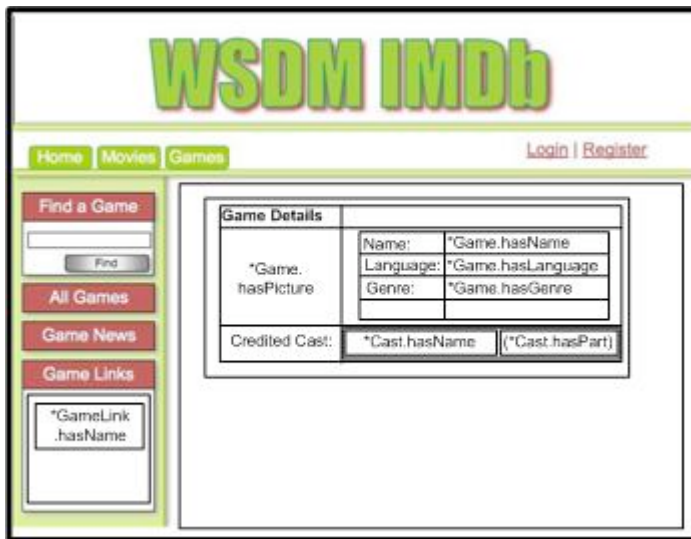 WSDM IMDb
Home Movies Games
Login | Register
Find a Game
Find
All Games
Game News
Game Links
*GameLink
.hasName
Game Details
*Game.
hasPicture
Name: *Game.hasName
Language: *Game.hasLanguage
Genre: *Game.hasGenre
Credited Cast: *Cast.hasName (*Cast.hasPart)